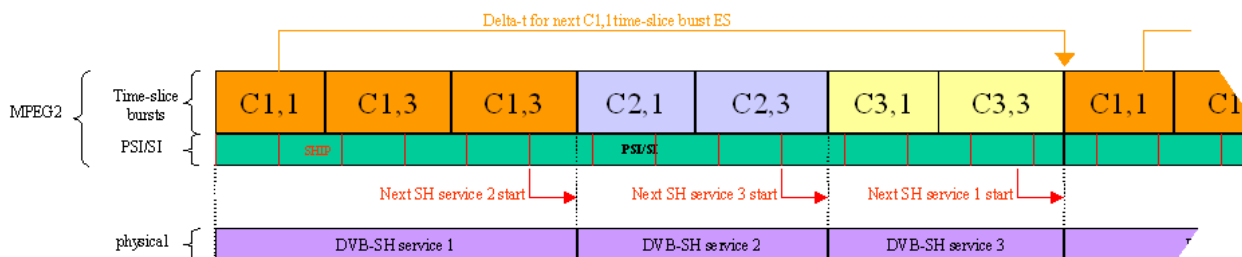 Delta-t for next C1,1time-slice burst ES
MPEG2
Time-slice
bursts
C1,1 C1,3 C1,3 C2,1 C2,3 C3,1 C3,3 C1,1 C1
PSI/SI
SHIP
PSI/SI
Next SH service 2 start
Next SH service 3 start
Next SH service 1 start
physical
DVB-SH service 1
DVB-SH service 2
DVB-SH service 3